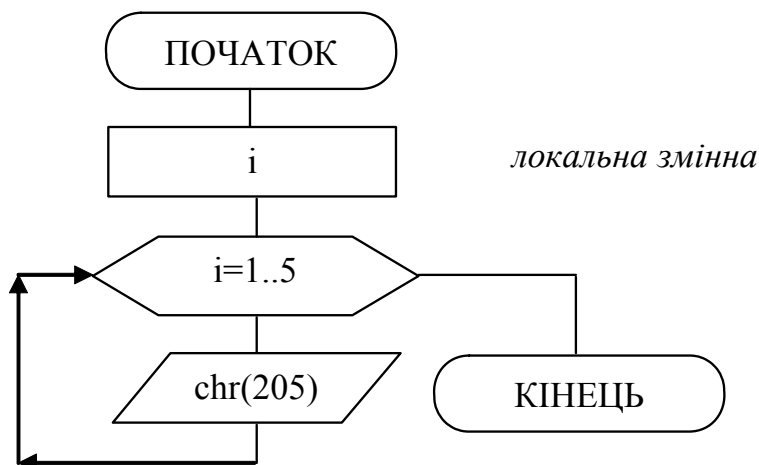 ПОЧАТОК
i
локальна змінна
i=1..5
chr(205)
КІНЕЦЬ